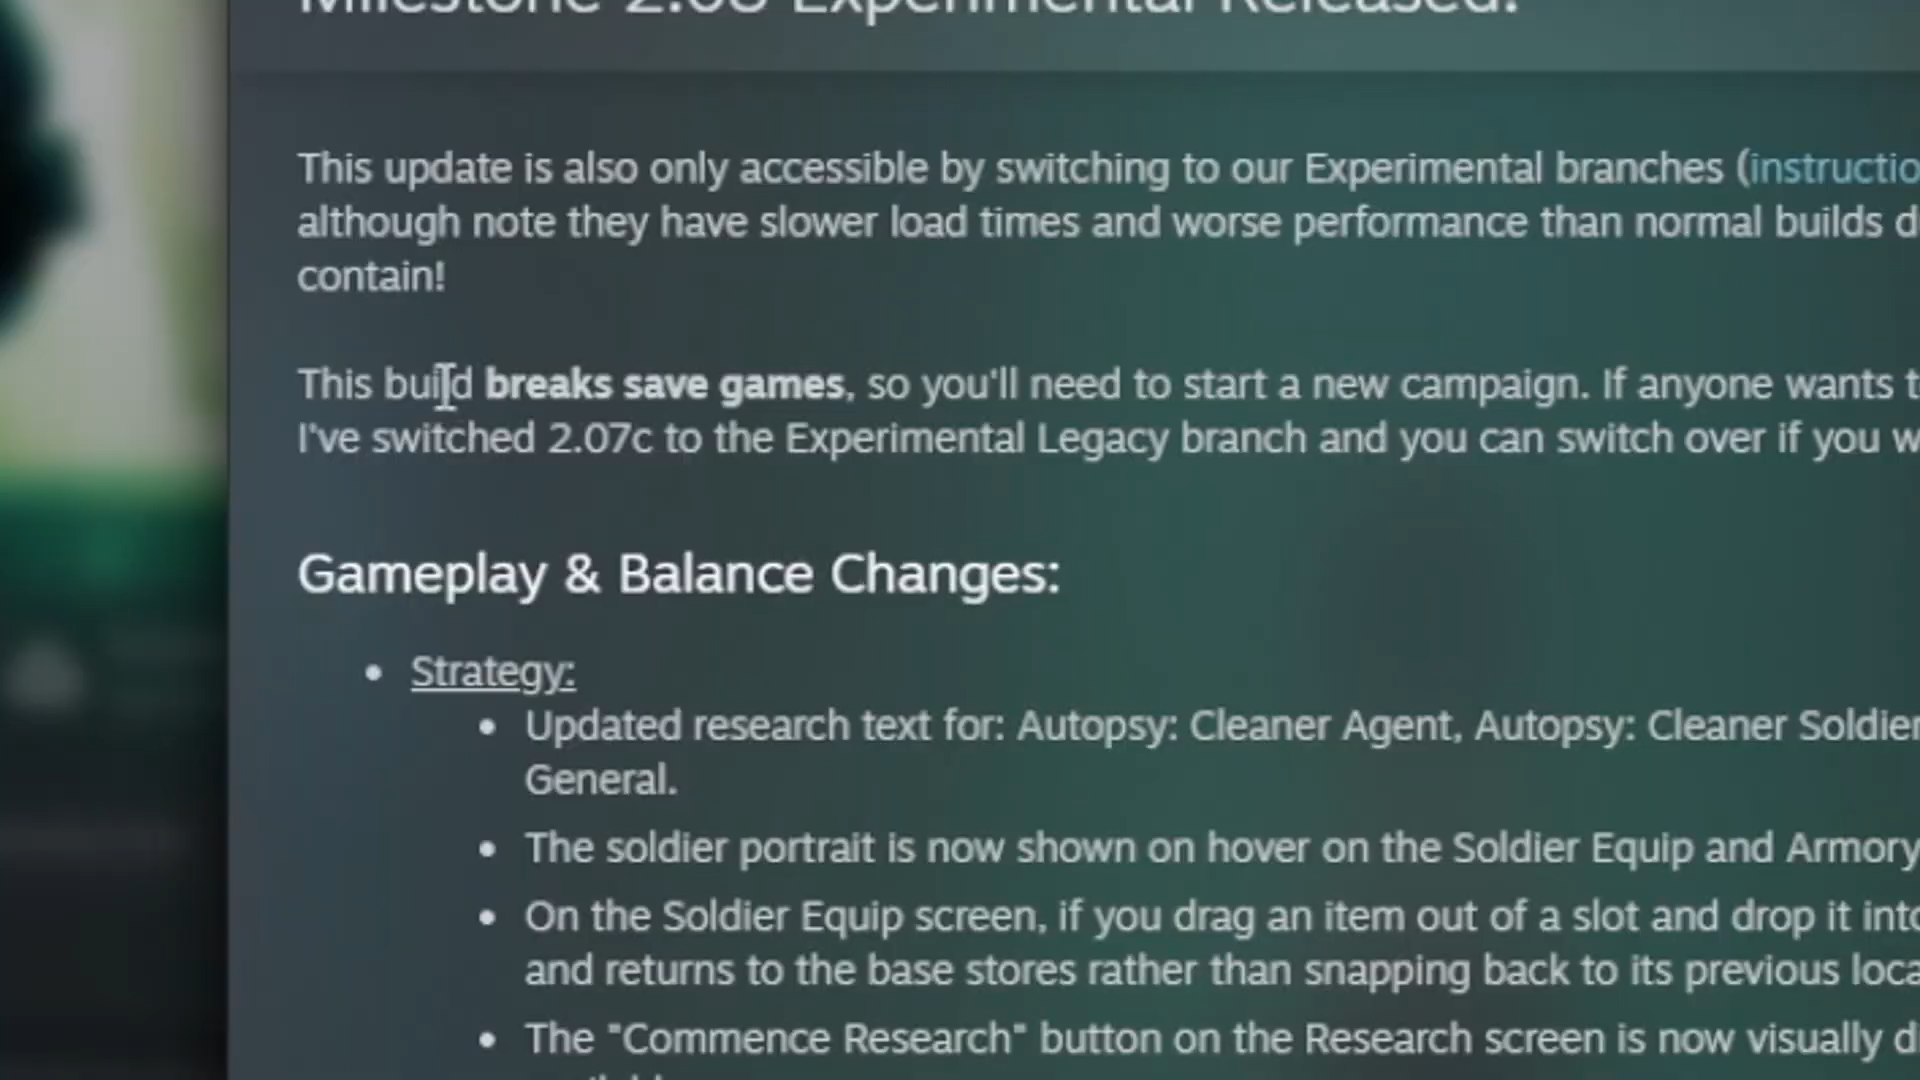 Milestone 2.08 Experimental Released!
This update is also only accessible by switching to our Experimental branches (instructio
although note they have slower load times and worse performance than normal builds d
contain!
This build breaks save games, so you'll need to start a new campaign. If anyone wants t
I've switched 2.07c to the Experimental Legacy branch and you can switch over if you w
Gameplay & Balance Changes:
• Strategy:
• Updated research text for: Autopsy: Cleaner Agent, Autopsy: Cleaner Soldier
General.
• The soldier portrait is now shown on hover on the Soldier Equip and Armory
• On the Soldier Equip screen, if you drag an item out of a slot and drop it into
and returns to the base stores rather than snapping back to its previous loca
• The "Commence Research" button on the Research screen is now visually di